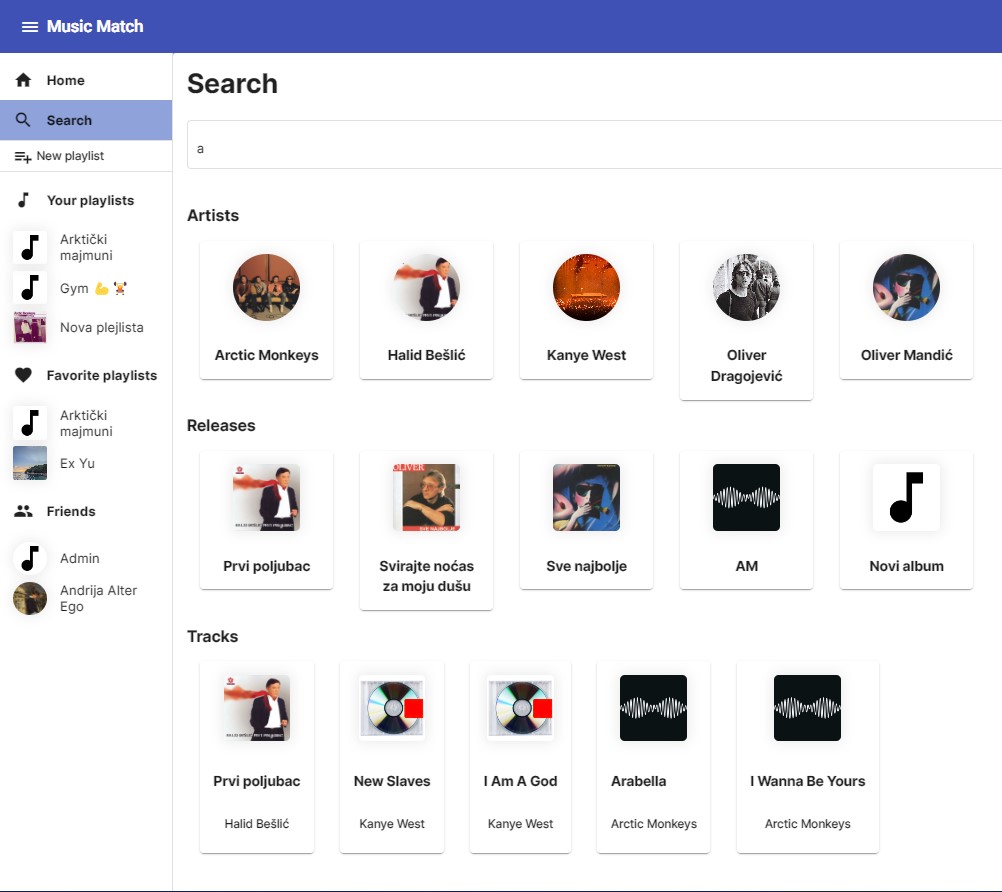 Music Match
Home
Search
New playlist
Your playlists
Arktički
majmuni
Gym 💪 🏋️
Nova plejlista
Favorite playlists
Arktički
majmuni
Ex Yu
Friends
Admin
Andrija Alter
Ego
Search
a
Artists
Arctic Monkeys
Halid Bešlić
Kanye West
Oliver
Dragojević
Oliver Mandić
Releases
OLIVER
SVE NAJBOLJE
Prvi poljubac
Svirajte noćas
za moju dušu
Sve najbolje
AM
Novi album
Tracks
Prvi poljubac
Halid Bešlić
New Slaves
Kanye West
I Am A God
Kanye West
Arabella
Arctic Monkeys
I Wanna Be Yours
Arctic Monkeys